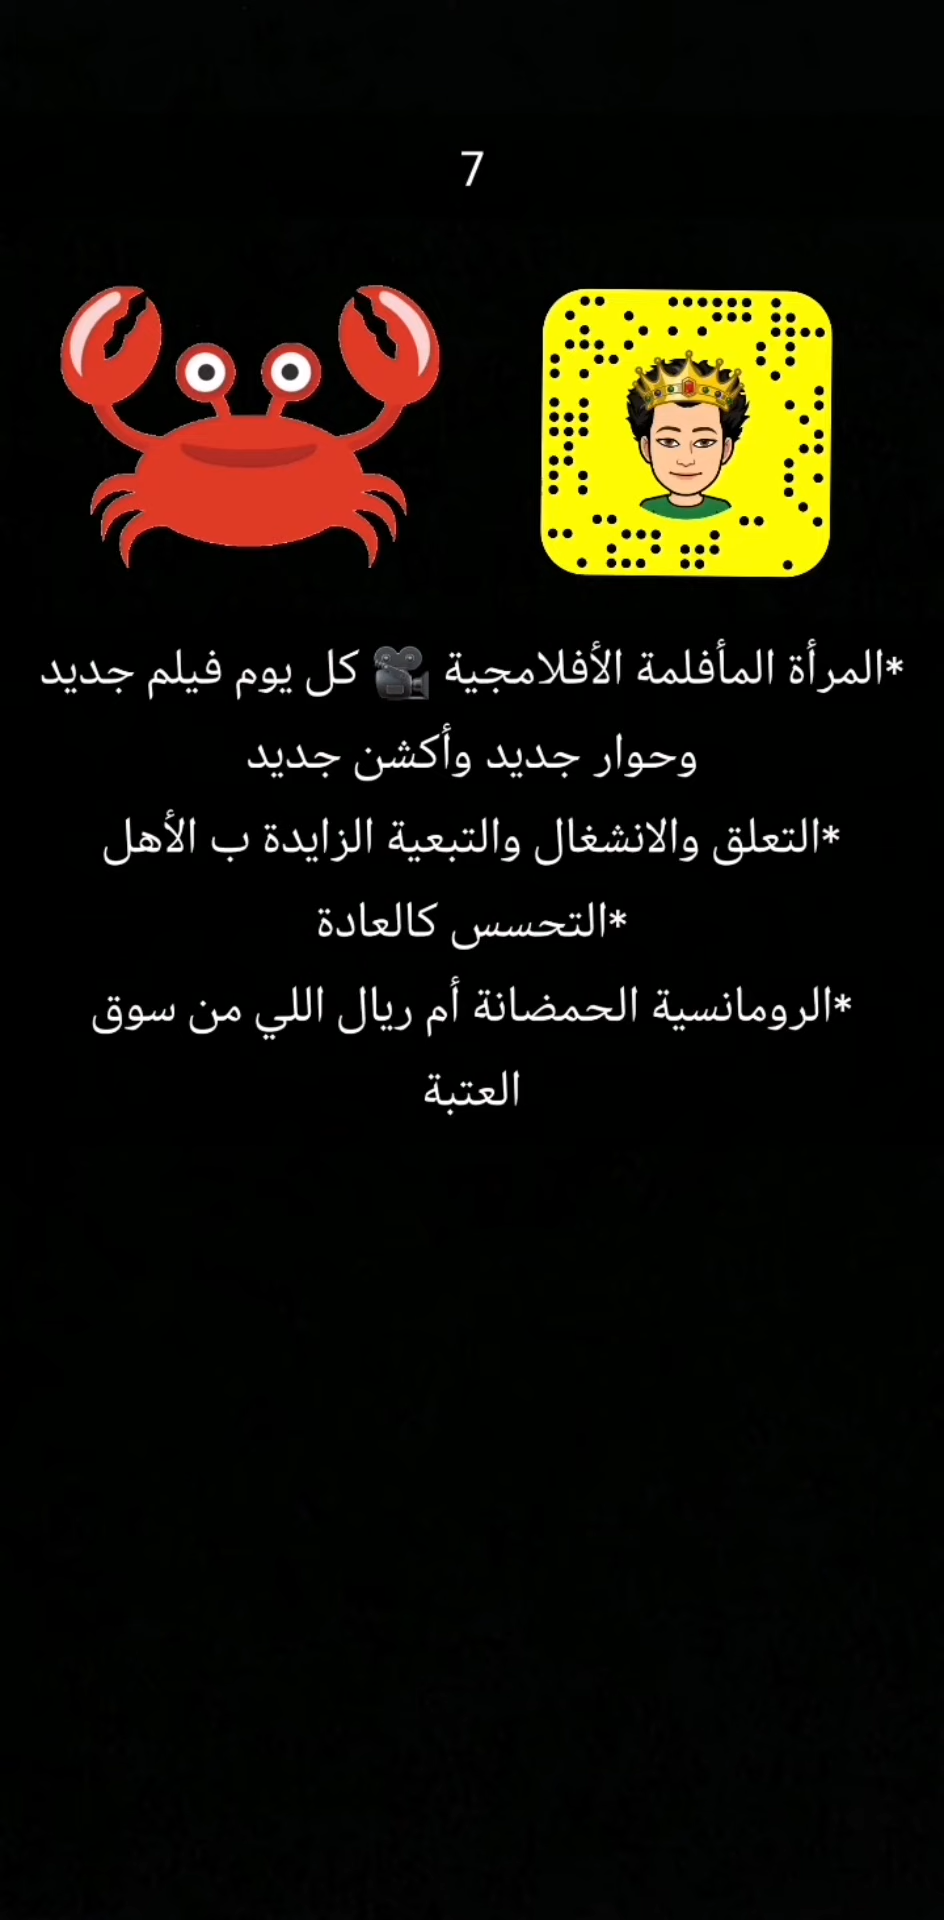 7
*المرأة المأفلمة الأفلامجية 🎥 كل يوم فيلم جديد
وحوار جديد وأكشن جديد
*التعلق والانشغال والتبعية الزايدة ب الأهل
*التحسس كالعادة
*الرومانسية الحمضانة أم ريال اللي من سوق
العتبة